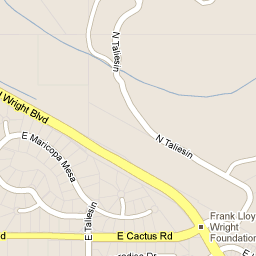 N Taliesin
Wright Blvd
E Maricopa Mesa
N Taliesin
E Taliesin
Frank Lloyd
Wright
Foundation
E Cactus Rd